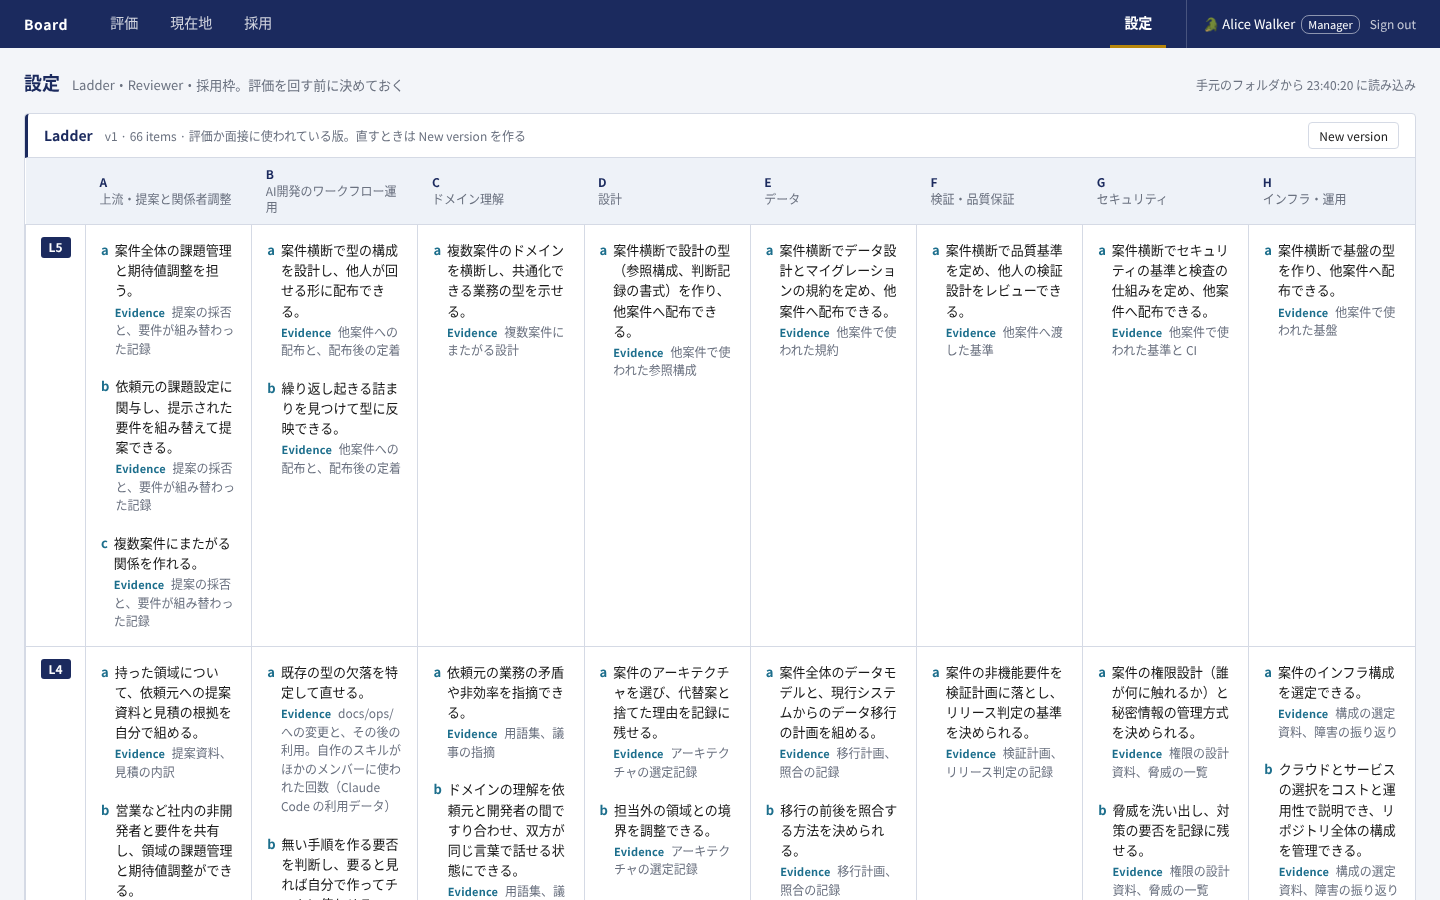 Board 評価 現在地 採用 設定 Alice Walker Manager Sign out
設定 Ladder・Reviewer・採用枠。評価を回す前に決めておく 手元のフォルダから 23:40:20 に読み込み
Ladder v1 · 66 items · 評価か面接に使われている版。直すときは New version を作る New version
A
上流・提案と関係者調整
B
AI開発のワークフロー運
用
C
ドメイン理解
D
設計
E
データ
F
検証・品質保証
G
セキュリティ
H
インフラ・運用
L5
a 案件全体の課題管理
と期待値調整を担
う。
Evidence 提案の採否
と、要件が組み替わっ
た記録
b 依頼元の課題設定に
関与し、提示された
要件を組み替えて提
案できる。
Evidence 提案の採否
と、要件が組み替わっ
た記録
c 複数案件にまたがる
関係を作れる。
Evidence 提案の採否
と、要件が組み替わっ
た記録
a 案件横断で型の構成
を設計し、他人が回
せる形に配布でき
る。
Evidence 他案件への
配布と、配布後の定着
b 繰り返し起きる詰ま
りを見つけて型に反
映できる。
Evidence 他案件への
配布と、配布後の定着
a 複数案件のドメイン
を横断し、共通化で
きる業務の型を示せ
る。
Evidence 複数案件に
またがる設計
a 案件横断で設計の型
（参照構成、判断記
録の書式）を作り、
他案件へ配布でき
る。
Evidence 他案件で使
われた参照構成
a 案件横断でデータ設
計とマイグレーショ
ンの規約を定め、他
案件へ配布できる。
Evidence 他案件で使
われた規約
a 案件横断で品質基準
を定め、他人の検証
設計をレビューでき
る。
Evidence 他案件へ渡
した基準
a 案件横断でセキュリ
ティの基準と検査の
仕組みを定め、他案
件へ配布できる。
Evidence 他案件で使
われた基準と CI
a 案件横断で基盤の型
を作り、他案件へ配
布できる。
Evidence 他案件で使
われた基盤
L4
a 持った領域につい
て、依頼元への提案
資料と見積の根拠を
自分で組める。
Evidence 提案資料、
見積の内訳
b 営業など社内の非開
発者と要件を共有
し、領域の課題管理
と期待値調整ができ
る。
a 既存の型の欠落を特
定して直せる。
Evidence docs/ops/
への変更と、その後の
利用。自作のスキルが
ほかのメンバーに使わ
れた回数（Claude
Code の利用データ）
b 無い手順を作る要否
を判断し、要ると見
れば自分で作ってチ
a 依頼元の業務の矛盾
や非効率を指摘でき
る。
Evidence 用語集、議
事の指摘
b ドメインの理解を依
頼元と開発者の間で
すり合わせ、双方が
同じ言葉で話せる状
態にできる。
Evidence 用語集、議
a 案件のアーキテクチ
ャを選び、代替案と
捨てた理由を記録に
残せる。
Evidence アーキテク
チャの選定記録
b 担当外の領域との境
界を調整できる。
Evidence アーキテク
チャの選定記録
a 案件全体のデータモ
デルと、現行システ
ムからのデータ移行
の計画を組める。
Evidence 移行計画、
照合の記録
b 移行の前後を照合す
る方法を決められ
る。
Evidence 移行計画、
照合の記録
a 案件の非機能要件を
検証計画に落とし、
リリース判定の基準
を決められる。
Evidence 検証計画、
リリース判定の記録
a 案件の権限設計（誰
が何に触れるか）と
秘密情報の管理方式
を決められる。
Evidence 権限の設計
資料、脅威の一覧
b 脅威を洗い出し、対
策の要否を記録に残
せる。
Evidence 権限の設計
資料、脅威の一覧
a 案件のインフラ構成
を選定できる。
Evidence 構成の選定
資料、障害の振り返り
b クラウドとサービス
の選択をコストと運
用性で説明でき、リ
ポジトリ全体の構成
を管理できる。
Evidence 構成の選定
資料、障害の振り返り